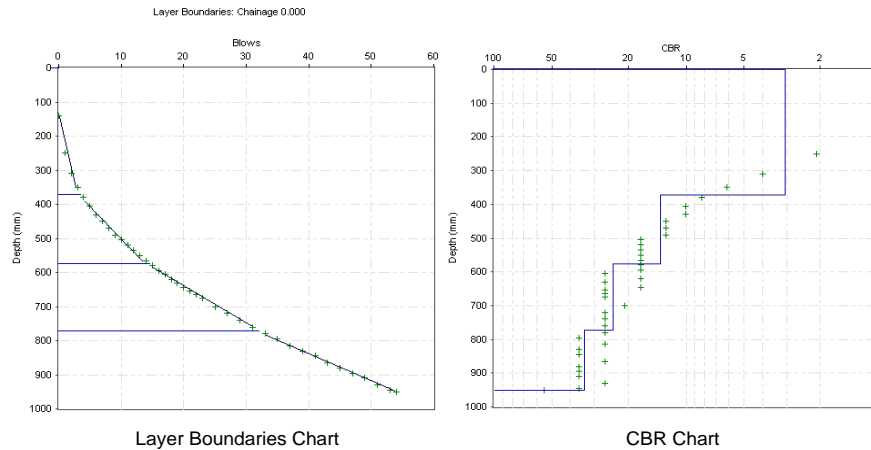 Layer Boundaries: Chainage 0.000
Blows
0 10 20 30 40 50 60
100
200
300
400
500
600
700
800
900
1000
Depth (mm)
Layer Boundaries Chart
CBR
100 50 20 10 5 2
0
100
200
300
400
500
600
700
800
900
1000
Depth (mm)
CBR Chart